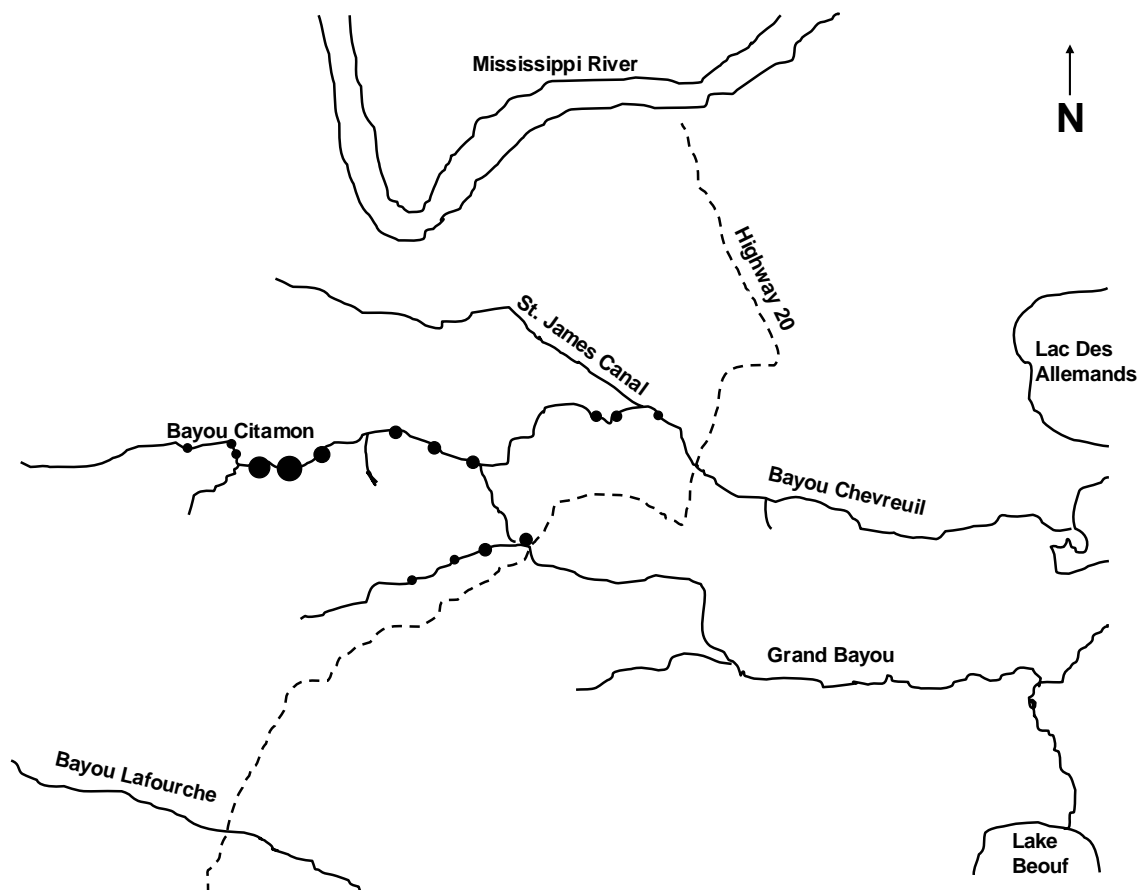 Mississippi River
N
Highway 20
St. James Canal
Lac Des
Allemands
Bayou Citamon
Bayou Chevreuil
Grand Bayou
Bayou Lafourche
Lake
Beouf